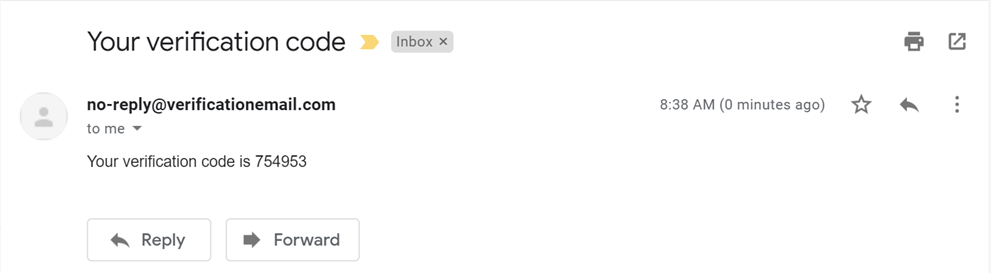 Your verification code Inbox ×
no-reply@verificationemail.com 8:38 AM (0 minutes ago)
to me
Your verification code is 754953
Reply Forward